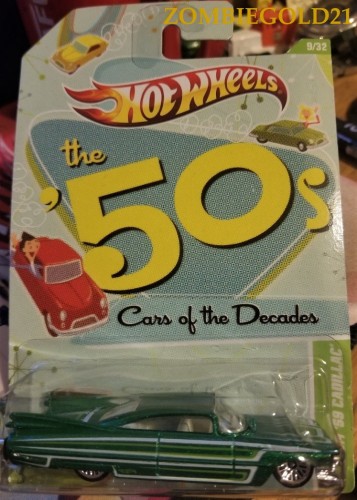 ZOMBIEGOLD21
9/32
HOT WHEELS
the
'50s
Cars of the Decades
'59 CADILLAC